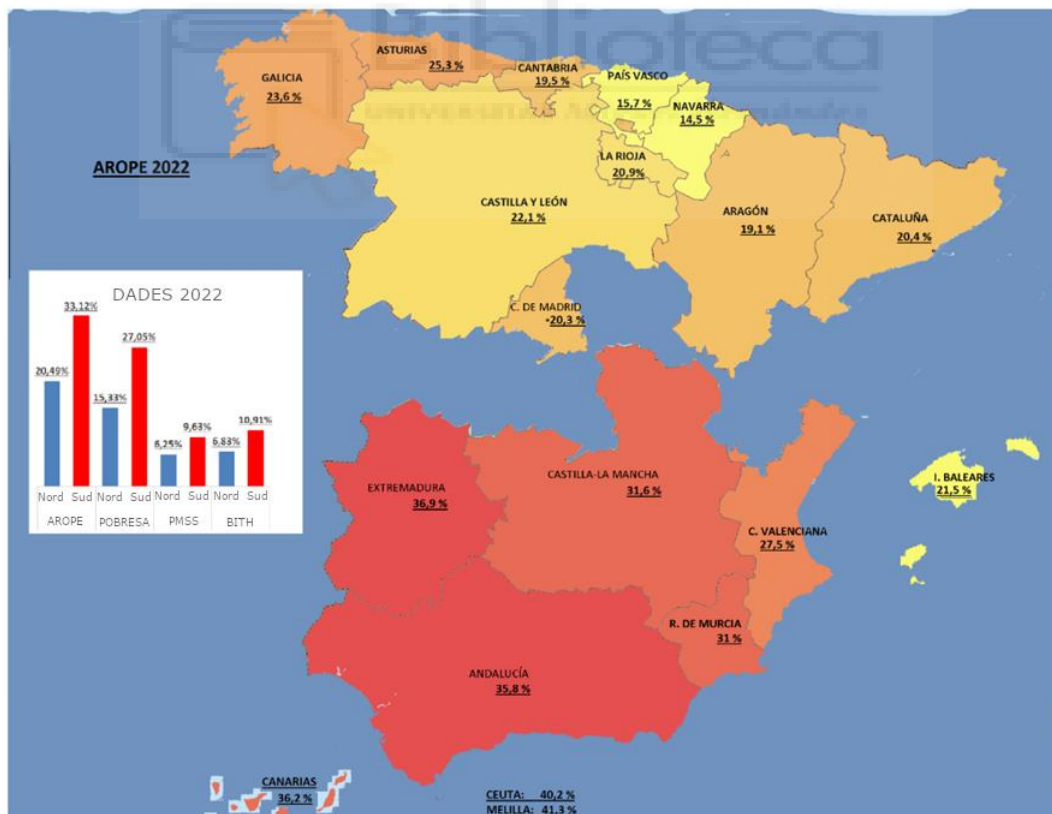 Biblioteca
UNIVERSITAS Miguel Hernández
ASTURIAS
25,3 %
CANTABRIA
19,5 %
PAÍS VASCO
15,7 %
GALICIA
23,6 %
NAVARRA
14,5 %
AROPE 2022
LA RIOJA
20,9%
CASTILLA Y LEÓN
22,1 %
ARAGÓN
19,1 %
CATALUÑA
20,4 %
C. DE MADRID
20,3 %
DADES 2022
33,12%
27,05%
20,49%
15,33%
6,25%
9,63%
6,83%
10,91%
Nord Sud Nord Sud Nord Sud Nord Sud
AROPE POBRESA PMSS BITH
EXTREMADURA
36,9 %
CASTILLA-LA MANCHA
31,6 %
I. BALEARES
21,5 %
C. VALENCIANA
27,5 %
R. DE MURCIA
31 %
ANDALUCÍA
35,8 %
CANARIAS
36,2 %
CEUTA: 40,2 %
MELILLA: 41,3 %